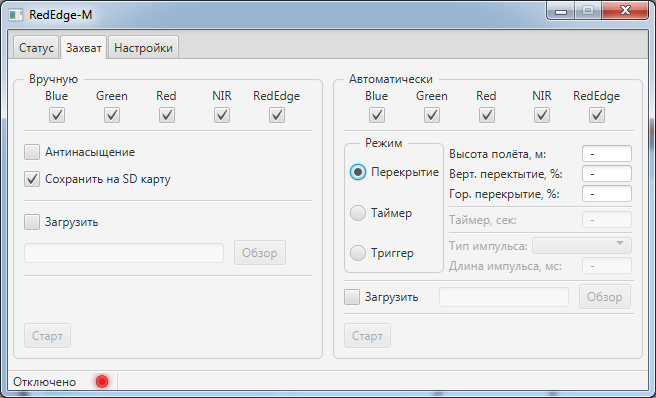 RedEdge-M
Статус Захват Настройки
Вручную
Blue Green Red NIR RedEdge
Антинасыщение
Сохранить на SD карту
Загрузить
Обзор
Старт
Автоматически
Blue Green Red NIR RedEdge
Режим
Перекрытие
Таймер
Триггер
Высота полёта, м: -
Верт. перектытие, %: -
Гор. перекрытие, %: -
Таймер, сек: -
Тип импульса:
Длина импульса, мс: -
Загрузить Обзор
Старт
Отключено